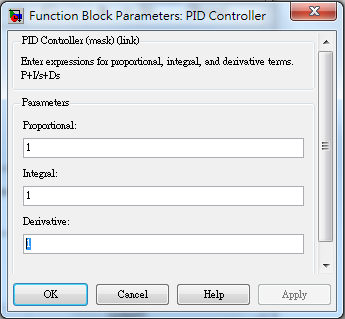 Function Block Parameters: PID Controller
PID Controller (mask) (link)
Enter expressions for proportional, integral, and derivative terms.
P+I/s+Ds
Parameters
Proportional:
1
Integral:
1
Derivative:
1
OK
Cancel
Help
Apply